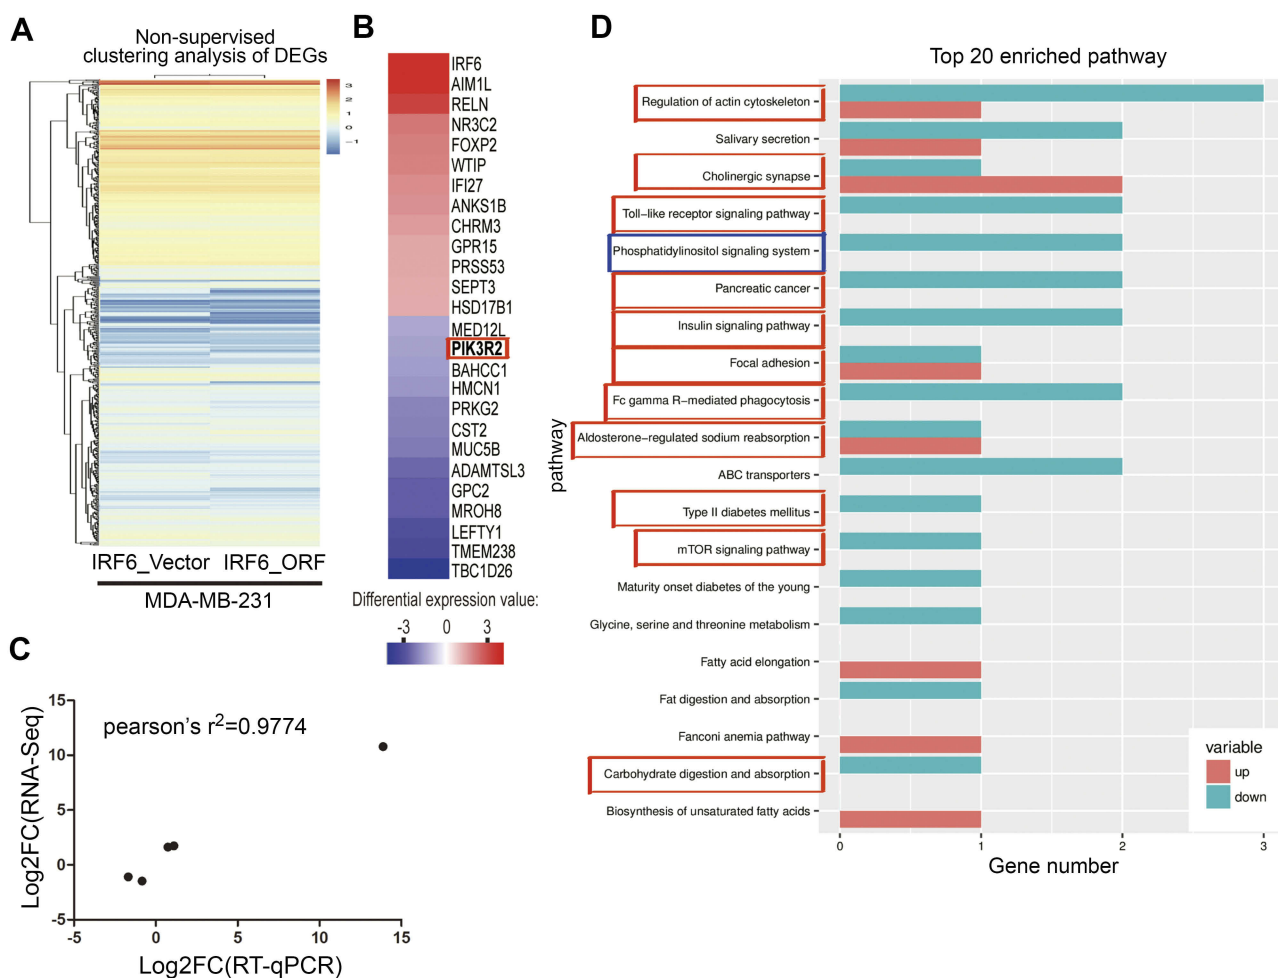 A
Non-supervised
clustering analysis of DEGs
3
2
1
0
−1
IRF6_Vector IRF6_ORF
MDA-MB-231
B
IRF6
AIM1L
RELN
NR3C2
FOXP2
WTIP
IFI27
ANKS1B
CHRM3
GPR15
PRSS53
SEPT3
HSD17B1
MED12L
PIK3R2
BAHCC1
HMCN1
PRKG2
CST2
MUC5B
ADAMTSL3
GPC2
MROH8
LEFTY1
TMEM238
TBC1D26
Differential expression value:
-3 0 3
C
pearson's r2=0.9774
Log2FC(RNA-Seq)
15
10
5
0
-5
-5 0 5 10 15
Log2FC(RT-qPCR)
D
Top 20 enriched pathway
pathway
Regulation of actin cytoskeleton
Salivary secretion
Cholinergic synapse
Toll−like receptor signaling pathway
Phosphatidylinositol signaling system
Pancreatic cancer
Insulin signaling pathway
Focal adhesion
Fc gamma R−mediated phagocytosis
Aldosterone−regulated sodium reabsorption
ABC transporters
Type II diabetes mellitus
mTOR signaling pathway
Maturity onset diabetes of the young
Glycine, serine and threonine metabolism
Fatty acid elongation
Fat digestion and absorption
Fanconi anemia pathway
Carbohydrate digestion and absorption
Biosynthesis of unsaturated fatty acids
0 1 2 3
Gene number
variable
up
down